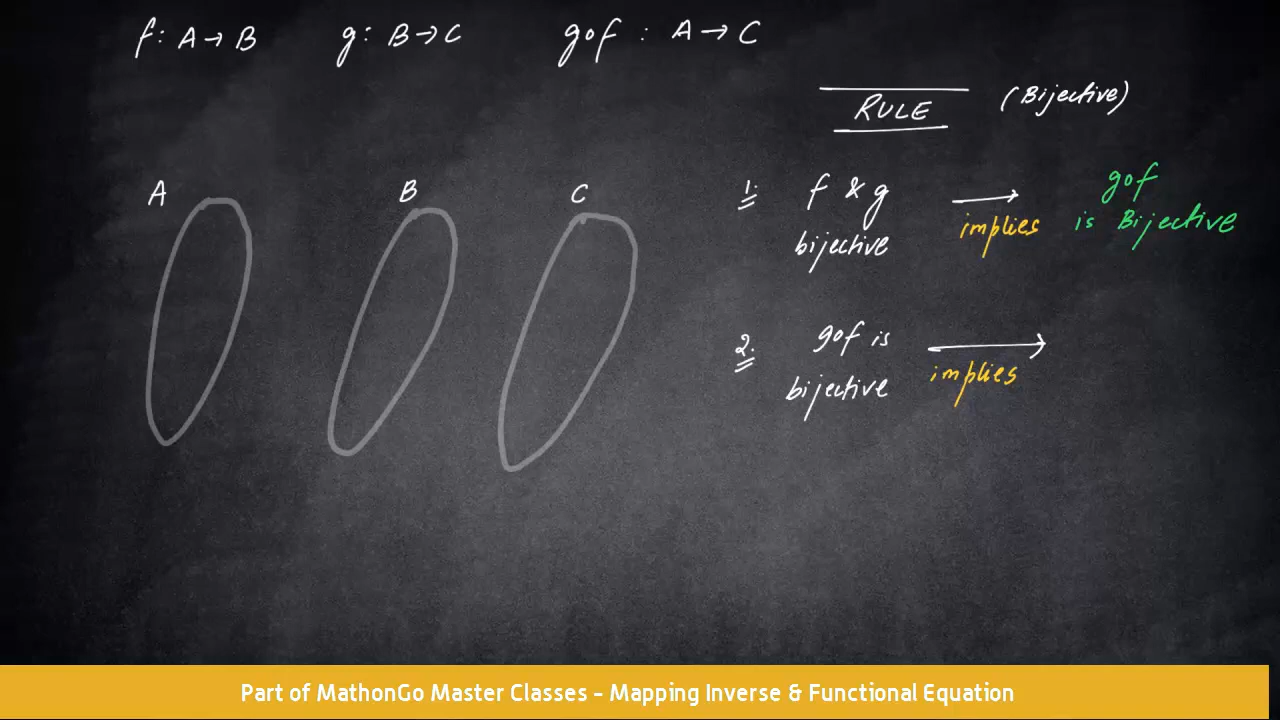 f: A → B g: B → C gof : A → C
RULE (Bijective)
A B C
1. f & g bijective → implies gof is Bijective
2. gof is bijective → implies
Part of MathonGo Master Classes - Mapping Inverse & Functional Equation